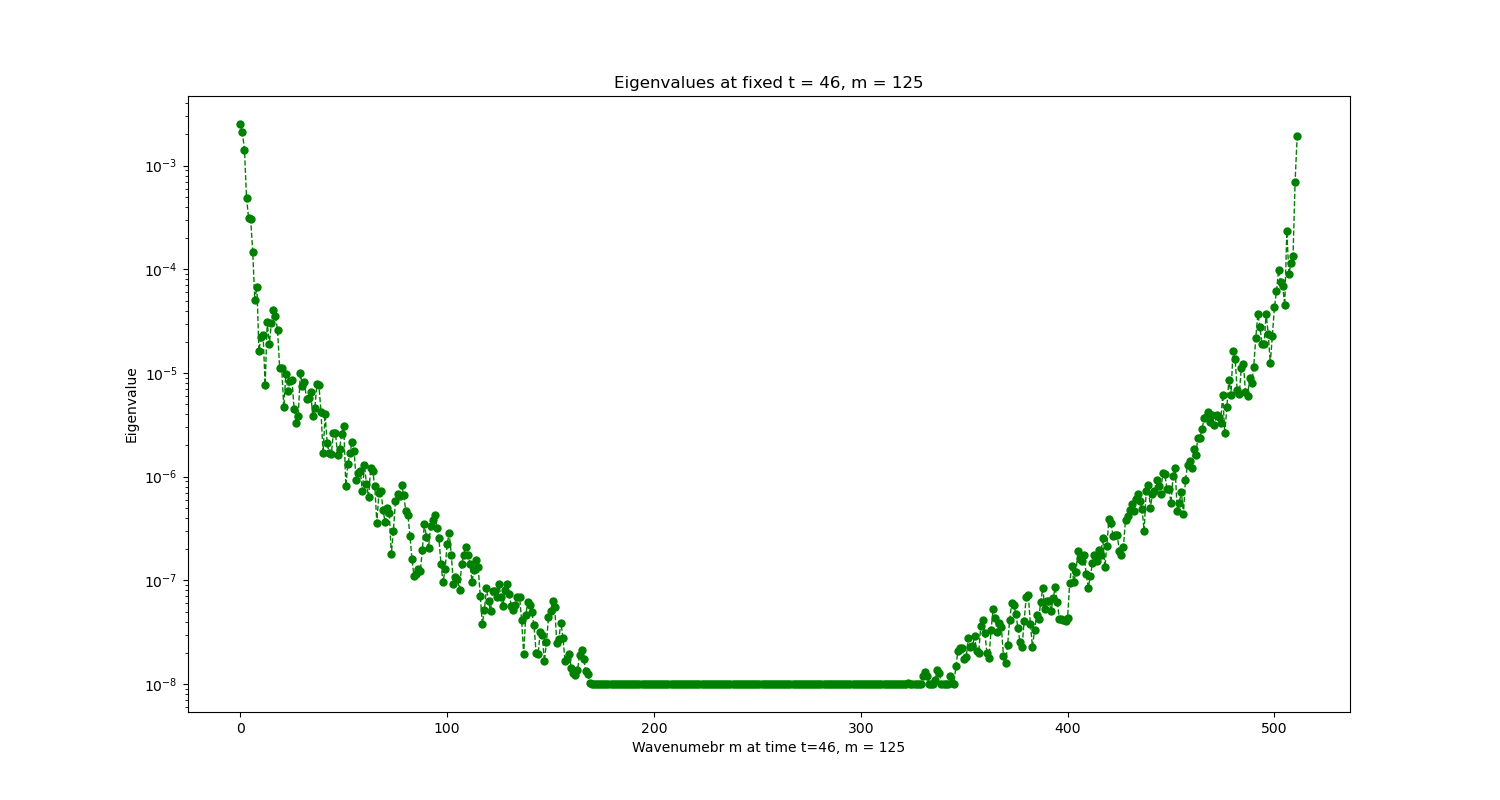 Eigenvalues at fixed t = 46, m = 125
10⁻³
10⁻⁴
10⁻⁵
10⁻⁶
10⁻⁷
10⁻⁸
Eigenvalue
0 100 200 300 400 500
Wavenumebr m at time t=46, m = 125